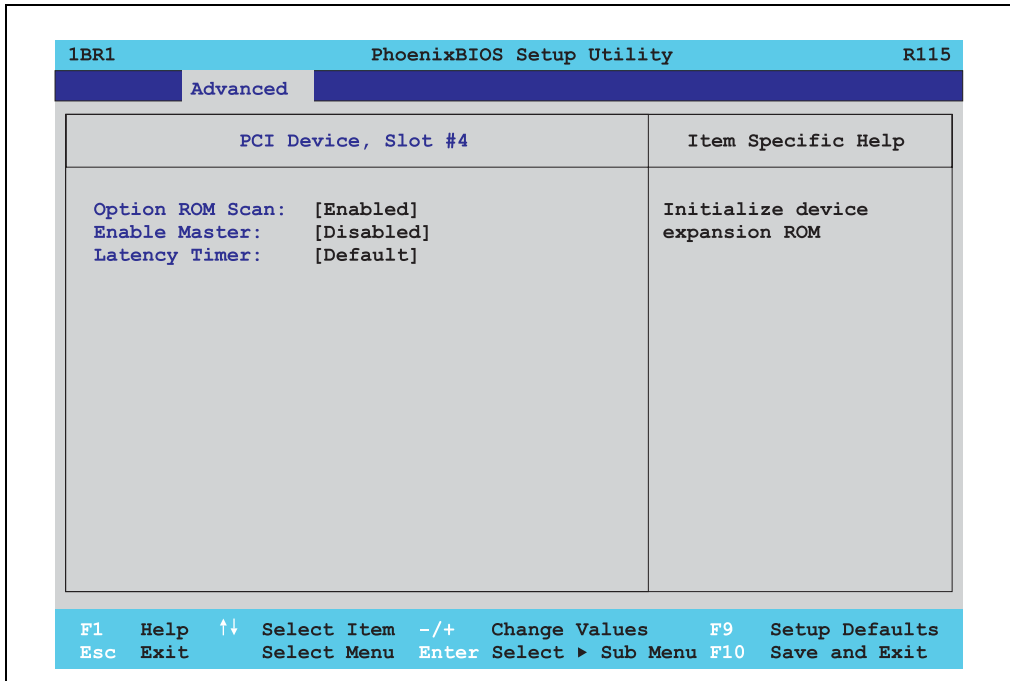 1BR1 PhoenixBIOS Setup Utility R115
Advanced
PCI Device, Slot #4 Item Specific Help
Option ROM Scan: [Enabled] Initialize device
Enable Master: [Disabled] expansion ROM
Latency Timer: [Default]
F1 Help ↑↓ Select Item -/+ Change Values F9 Setup Defaults
Esc Exit Select Menu Enter Select ▶ Sub Menu F10 Save and Exit